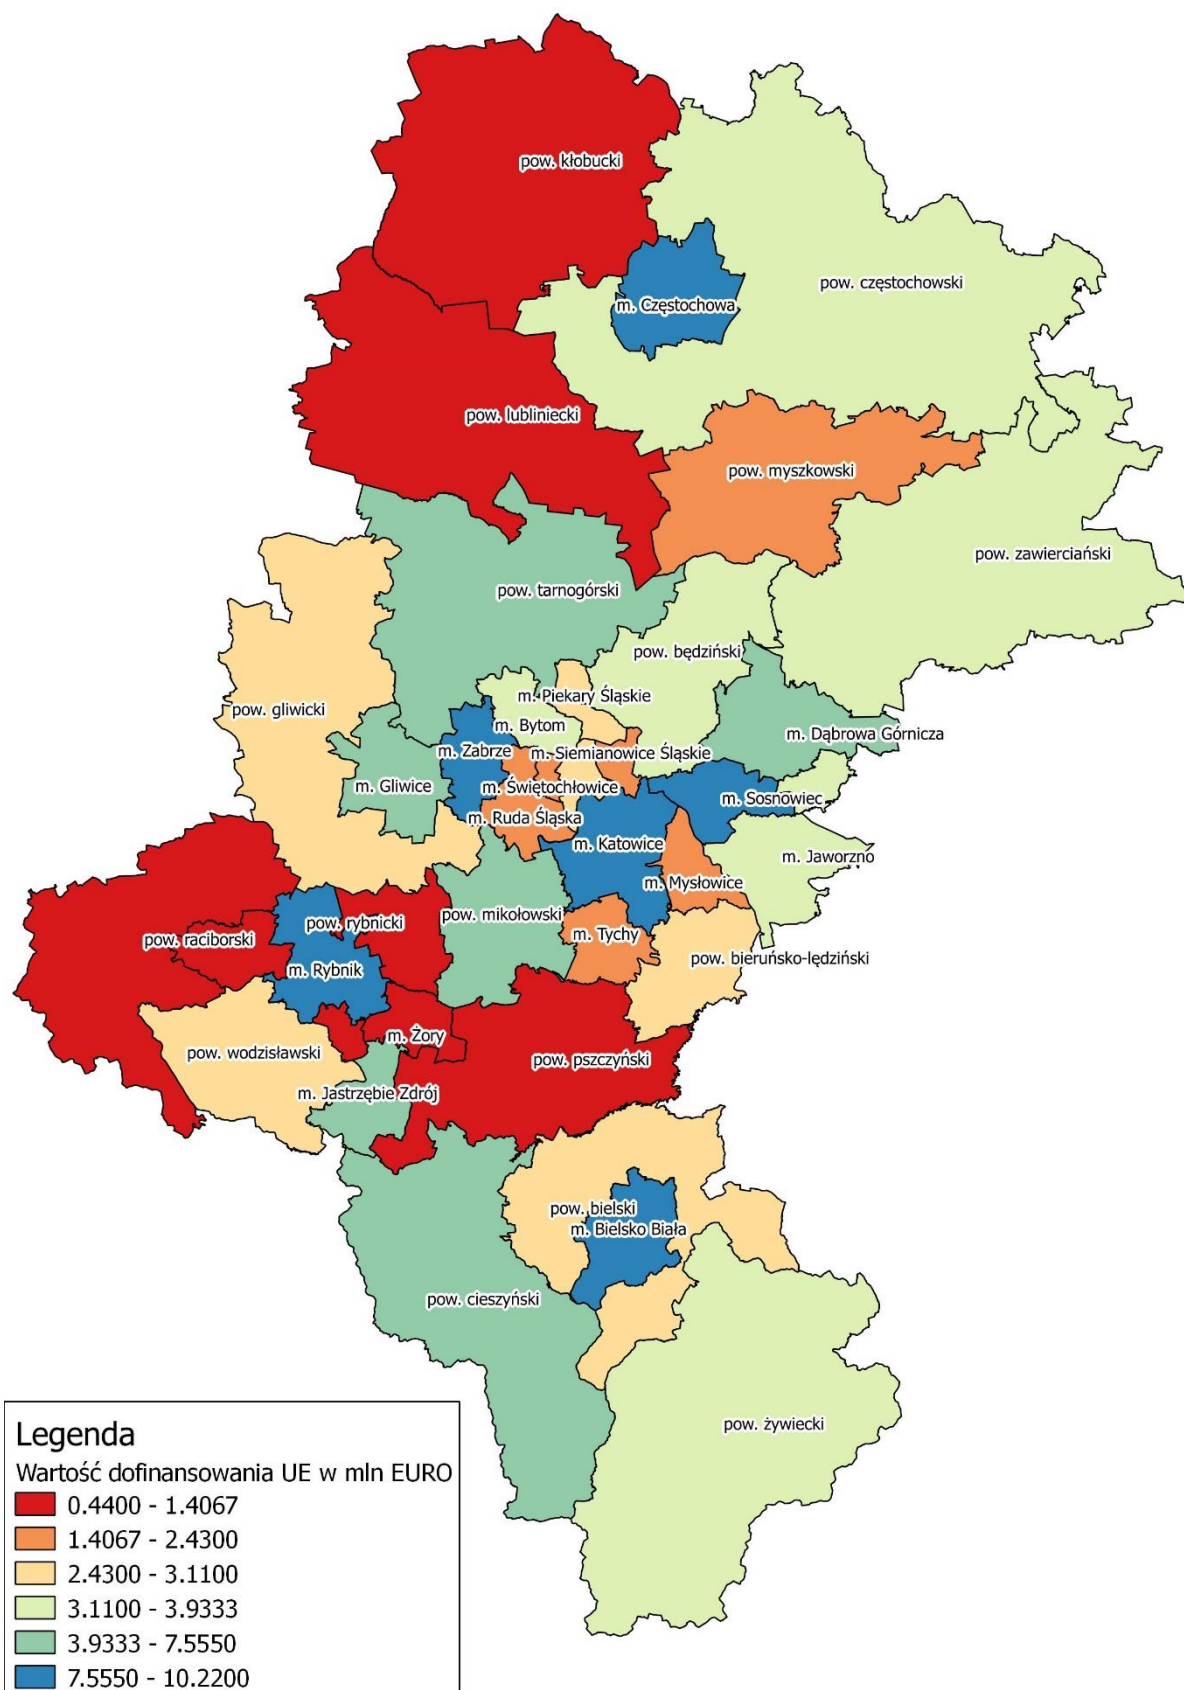 pow. kłobucki
pow. częstochowski
m. Częstochowa
pow. lubliniecki
pow. myszkowski
pow. zawierciański
pow. tarnogórski
pow. będziński
m. Piekary Śląskie
pow. gliwicki
m. Bytom
m. Dąbrowa Górnicza
m. Zabrze
m. Siemianowice Śląskie
m. Gliwice
m. Świętochłowice
m. Sosnowiec
m. Ruda Śląska
m. Katowice
m. Jaworzno
m. Mysłowice
pow. mikołowski
pow. rybnicki
m. Tychy
pow. raciborski
pow. bieruńsko-lędziński
m. Rybnik
m. Żory
pow. wodzisławski
pow. pszczyński
m. Jastrzębie Zdrój
pow. bielski
m. Bielsko Biała
pow. cieszyński
pow. żywiecki
Legenda
Wartość dofinansowania UE w mln EURO
0.4400 - 1.4067
1.4067 - 2.4300
2.4300 - 3.1100
3.1100 - 3.9333
3.9333 - 7.5550
7.5550 - 10.2200